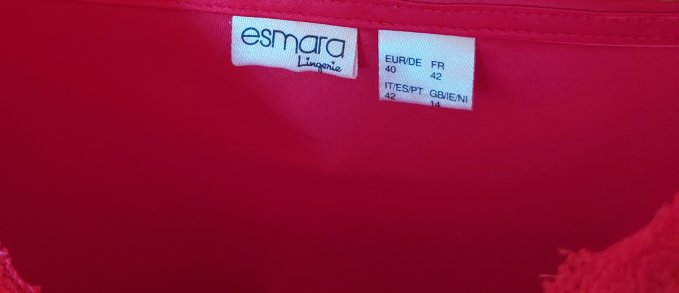 esmara
Lingerie
EUR/DE FR
40 42
IT/ES/PT GB/IE/NI
42 14